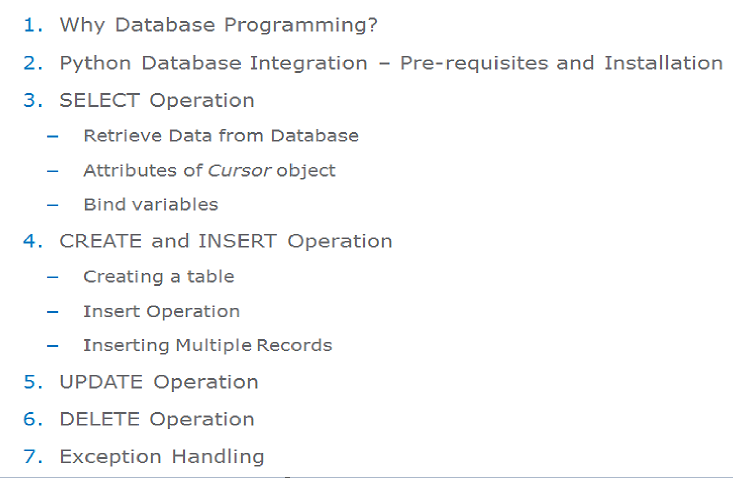 1. Why Database Programming?
2. Python Database Integration – Pre-requisites and Installation
3. SELECT Operation
– Retrieve Data from Database
– Attributes of Cursor object
– Bind variables
4. CREATE and INSERT Operation
– Creating a table
– Insert Operation
– Inserting Multiple Records
5. UPDATE Operation
6. DELETE Operation
7. Exception Handling